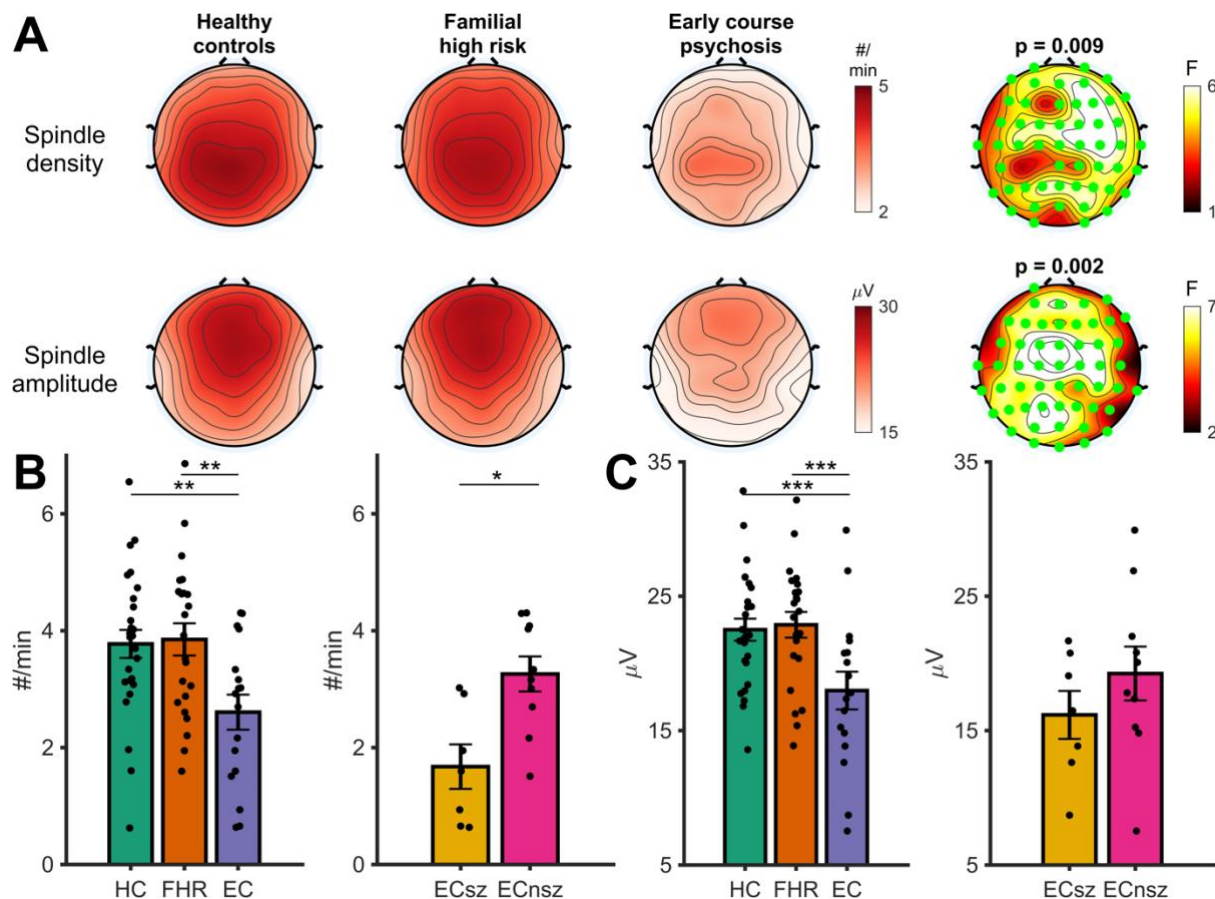 A
Healthy
controls
Familial
high risk
Early course
psychosis
#/
min
5
2
p = 0.009
F
6
1
Spindle
density
Spindle
amplitude
μV
30
15
p = 0.002
F
7
2
B
#/min
6
4
2
0
**
**
HC FHR EC
#/min
6
4
2
0
*
ECsz ECnsz
C
μV
35
25
15
5
***
***
HC FHR EC
μV
35
25
15
5
ECsz ECnsz